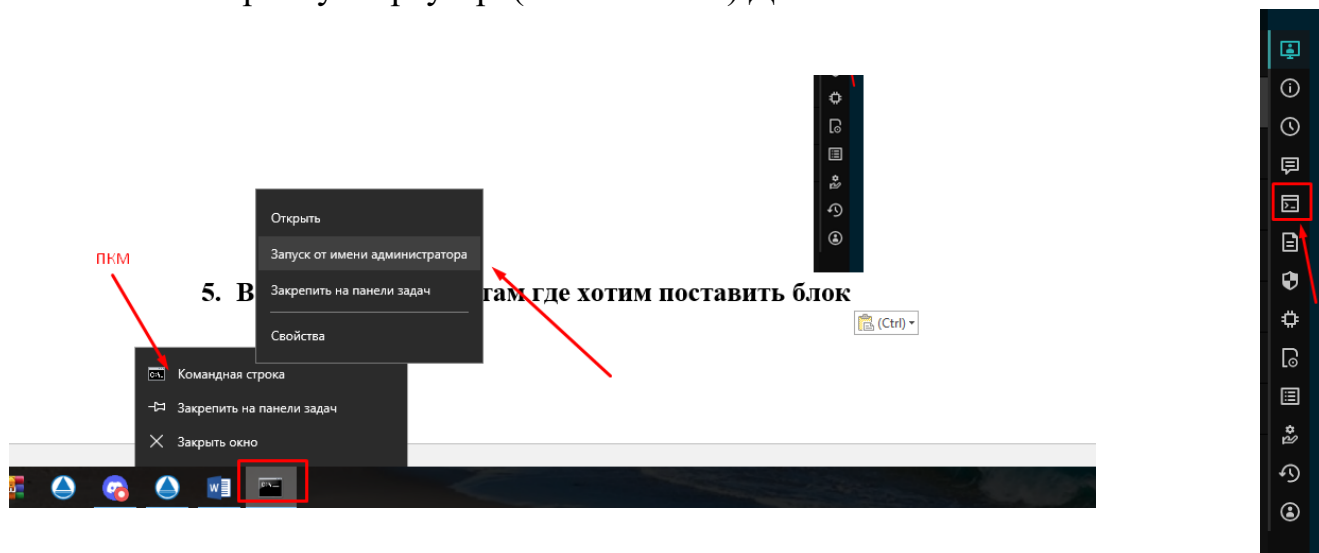 Открыть
Запуск от имени администратора
ПКМ
Закрепить на панели задач
5. В там где хотим поставить блок
(Ctrl)
Свойства
Командная строка
Закрепить на панели задач
Закрыть окно